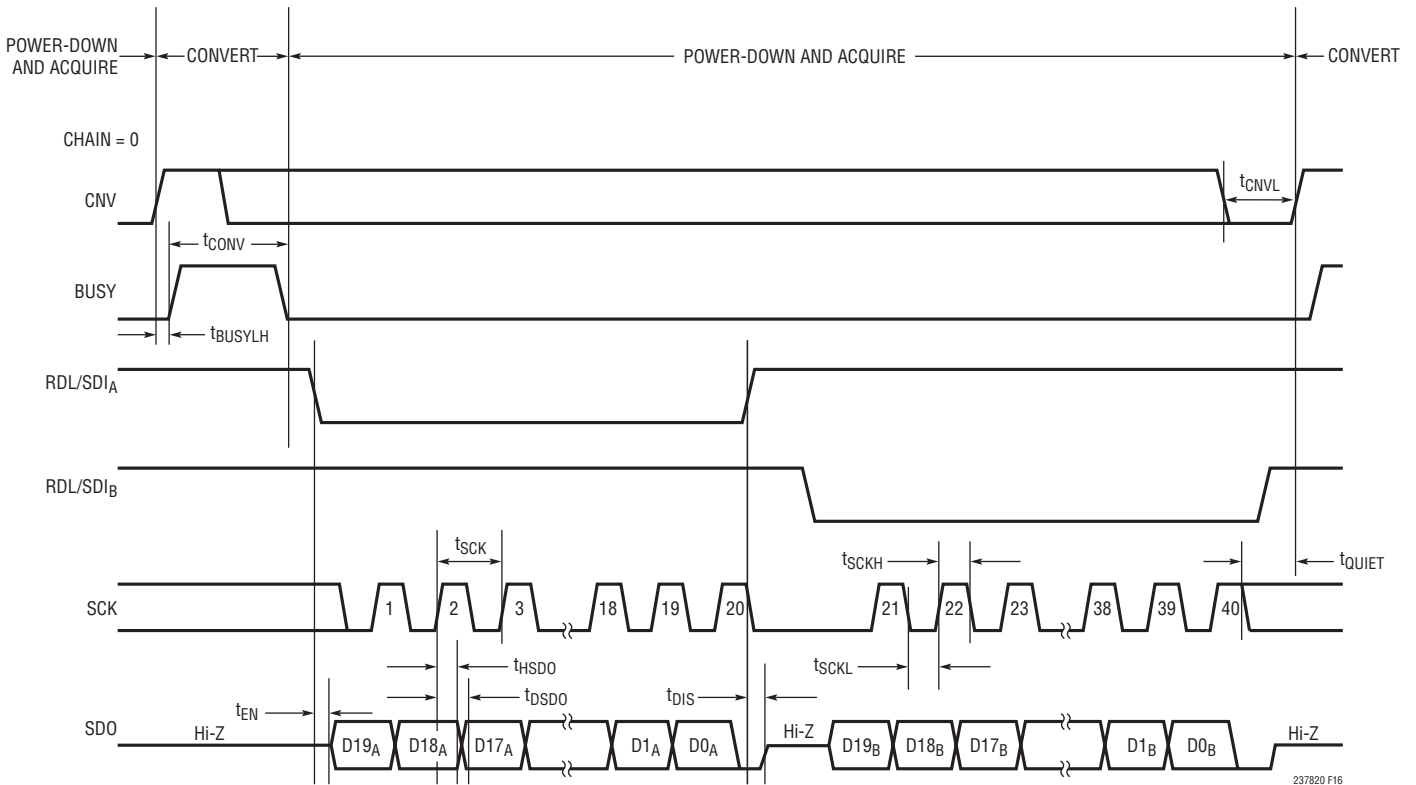 POWER-DOWN
AND ACQUIRE
CONVERT
POWER-DOWN AND ACQUIRE
CONVERT
CHAIN = 0
CNV
tCNVL
tCONV
BUSY
tBUSYLH
RDL/SDIA
RDL/SDIB
tSCK
tSCKH
tQUIET
SCK
1
2
3
18
19
20
21
22
23
38
39
40
tHSDO
tSCKL
tDSDO
tDIS
tEN
SDO
Hi-Z
D19A
D18A
D17A
D1A
D0A
Hi-Z
D19B
D18B
D17B
D1B
D0B
Hi-Z
237820 F16